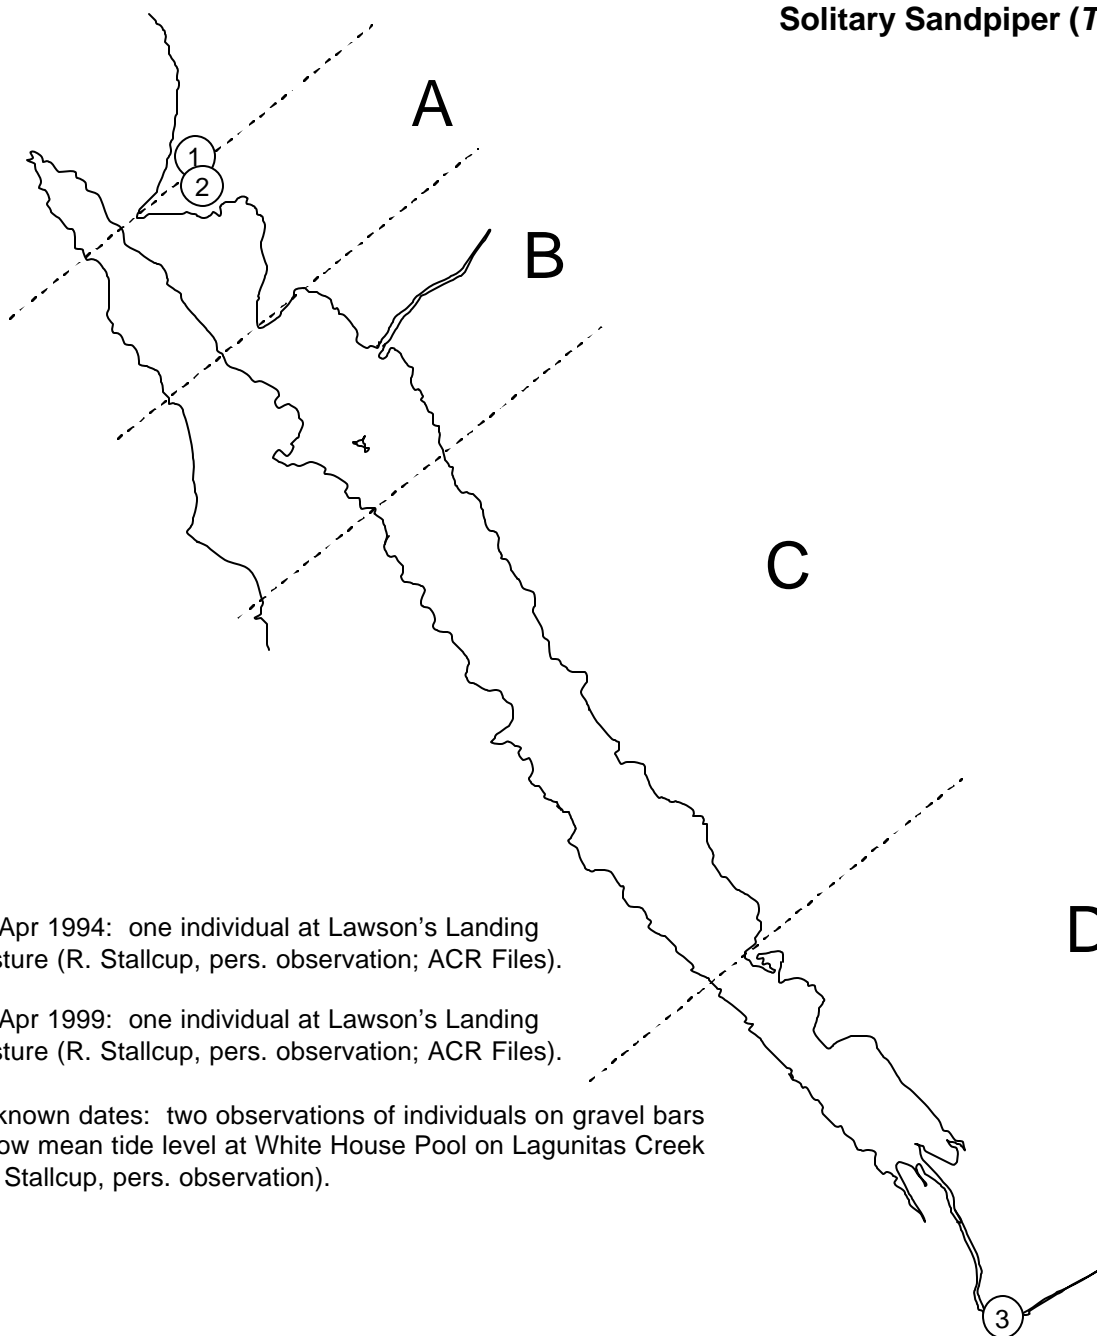 Solitary Sandpiper (T
A
1
2
B
C
D
Apr 1994: one individual at Lawson's Landing
sture (R. Stallcup, pers. observation; ACR Files).
Apr 1999: one individual at Lawson's Landing
sture (R. Stallcup, pers. observation; ACR Files).
known dates: two observations of individuals on gravel bars
ow mean tide level at White House Pool on Lagunitas Creek
Stallcup, pers. observation).
3